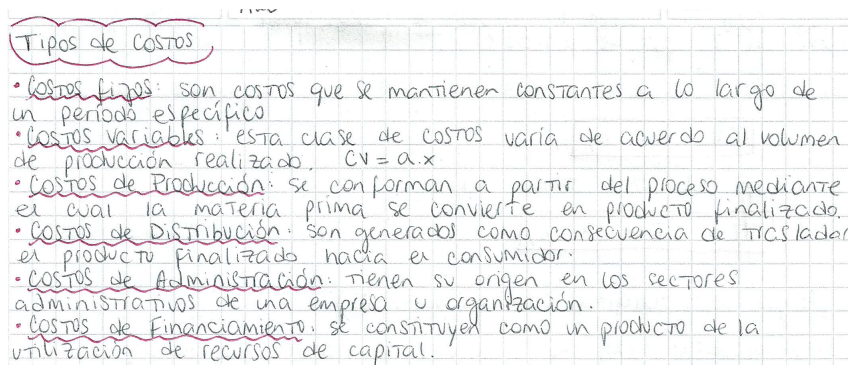 Tipos de Costos
• Costos fijos: son costos que se mantienen constantes a lo largo de
un período específico
• Costos variables: esta clase de costos varía de acuerdo al volumen
de producción realizado. CV = a.x
• Costos de Producción: se conforman a partir del proceso mediante
el cual la materia prima se convierte en producto finalizado.
• Costos de Distribución: son generados como consecuencia de trasladar
el producto finalizado hacia el consumidor.
• Costos de Administración: tienen su origen en los sectores
administrativos de una empresa u organización.
• Costos de Financiamiento: se constituyen como un producto de la
utilización de recursos de capital.